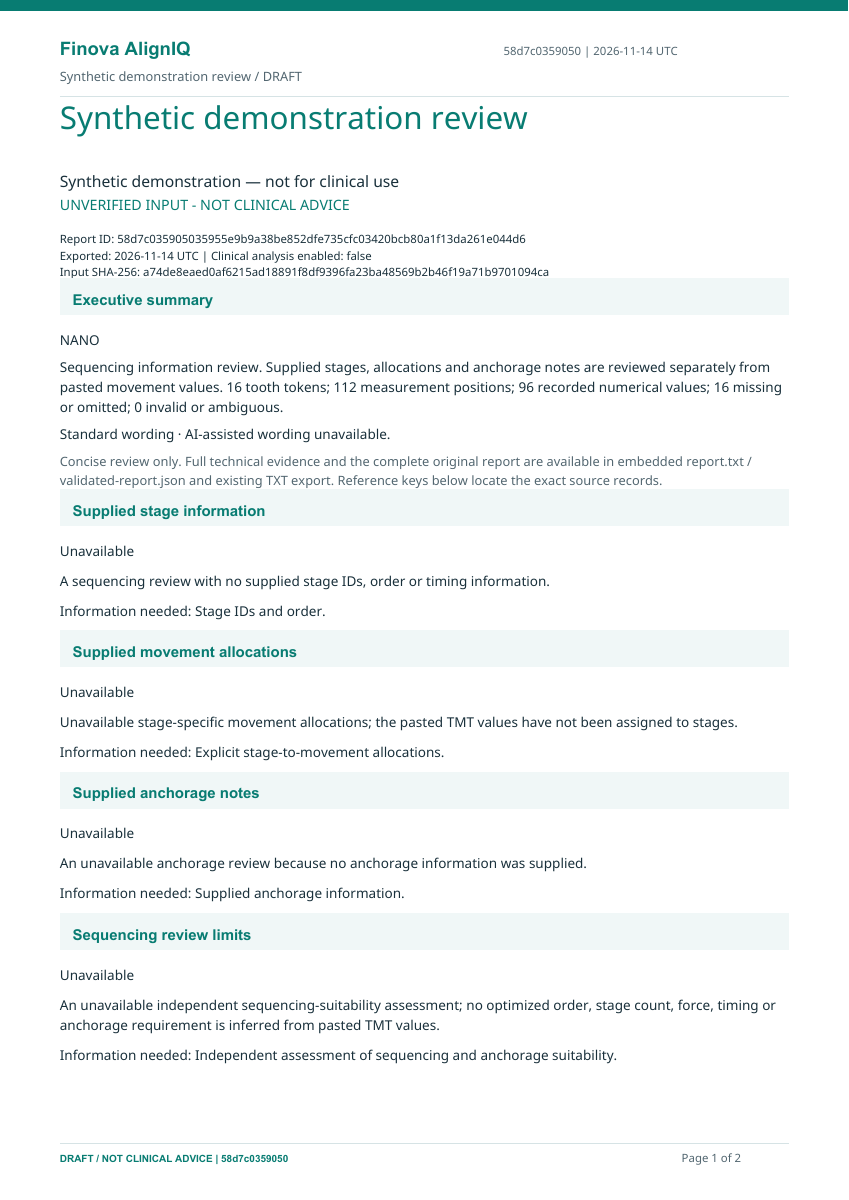 Finova AlignIQ
58d7c0359050 | 2026-11-14 UTC
Synthetic demonstration review / DRAFT
Synthetic demonstration review
Synthetic demonstration — not for clinical use
UNVERIFIED INPUT - NOT CLINICAL ADVICE
Report ID: 58d7c035905035955e9b9a38be852dfe735cfc03420bcb80a1f13da261e044d6
Exported: 2026-11-14 UTC | Clinical analysis enabled: false
Input SHA-256: a74de8eaed0af6215ad18891f8df9396fa23ba48569b2b46f19a71b9701094ca
Executive summary
NANO
Sequencing information review. Supplied stages, allocations and anchorage notes are reviewed separately from
pasted movement values. 16 tooth tokens; 112 measurement positions; 96 recorded numerical values; 16 missing
or omitted; 0 invalid or ambiguous.
Standard wording · AI-assisted wording unavailable.
Concise review only. Full technical evidence and the complete original report are available in embedded report.txt /
validated-report.json and existing TXT export. Reference keys below locate the exact source records.
Supplied stage information
Unavailable
A sequencing review with no supplied stage IDs, order or timing information.
Information needed: Stage IDs and order.
Supplied movement allocations
Unavailable
Unavailable stage-specific movement allocations; the pasted TMT values have not been assigned to stages.
Information needed: Explicit stage-to-movement allocations.
Supplied anchorage notes
Unavailable
An unavailable anchorage review because no anchorage information was supplied.
Information needed: Supplied anchorage information.
Sequencing review limits
Unavailable
An unavailable independent sequencing-suitability assessment; no optimized order, stage count, force, timing or
anchorage requirement is inferred from pasted TMT values.
Information needed: Independent assessment of sequencing and anchorage suitability.
DRAFT / NOT CLINICAL ADVICE | 58d7c0359050
Page 1 of 2